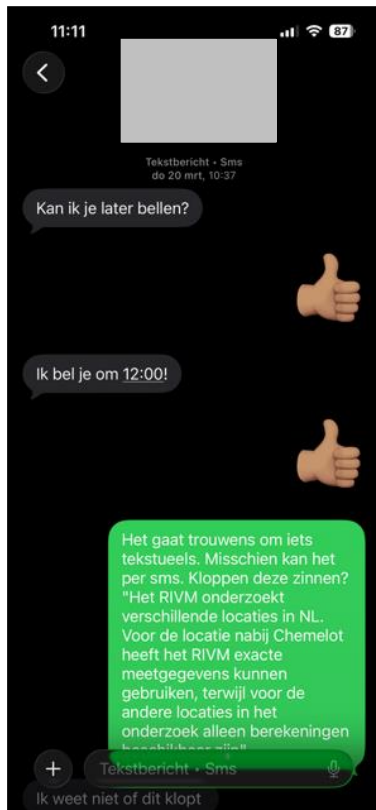 11:11
87
Tekstbericht • Sms
do 20 mrt, 10:37
Kan ik je later bellen?
Ik bel je om 12:00!
Het gaat trouwens om iets
tekstueels. Misschien kan het
per sms. Kloppen deze zinnen?
"Het RIVM onderzoekt
verschillende locaties in NL.
Voor de locatie nabij Chemelot
heeft het RIVM exacte
meetgegevens kunnen
gebruiken, terwijl voor de
andere locaties in het
onderzoek alleen berekeningen
beschikbaar zijn"
Tekstbericht • Sms
Ik weet niet of dit klopt